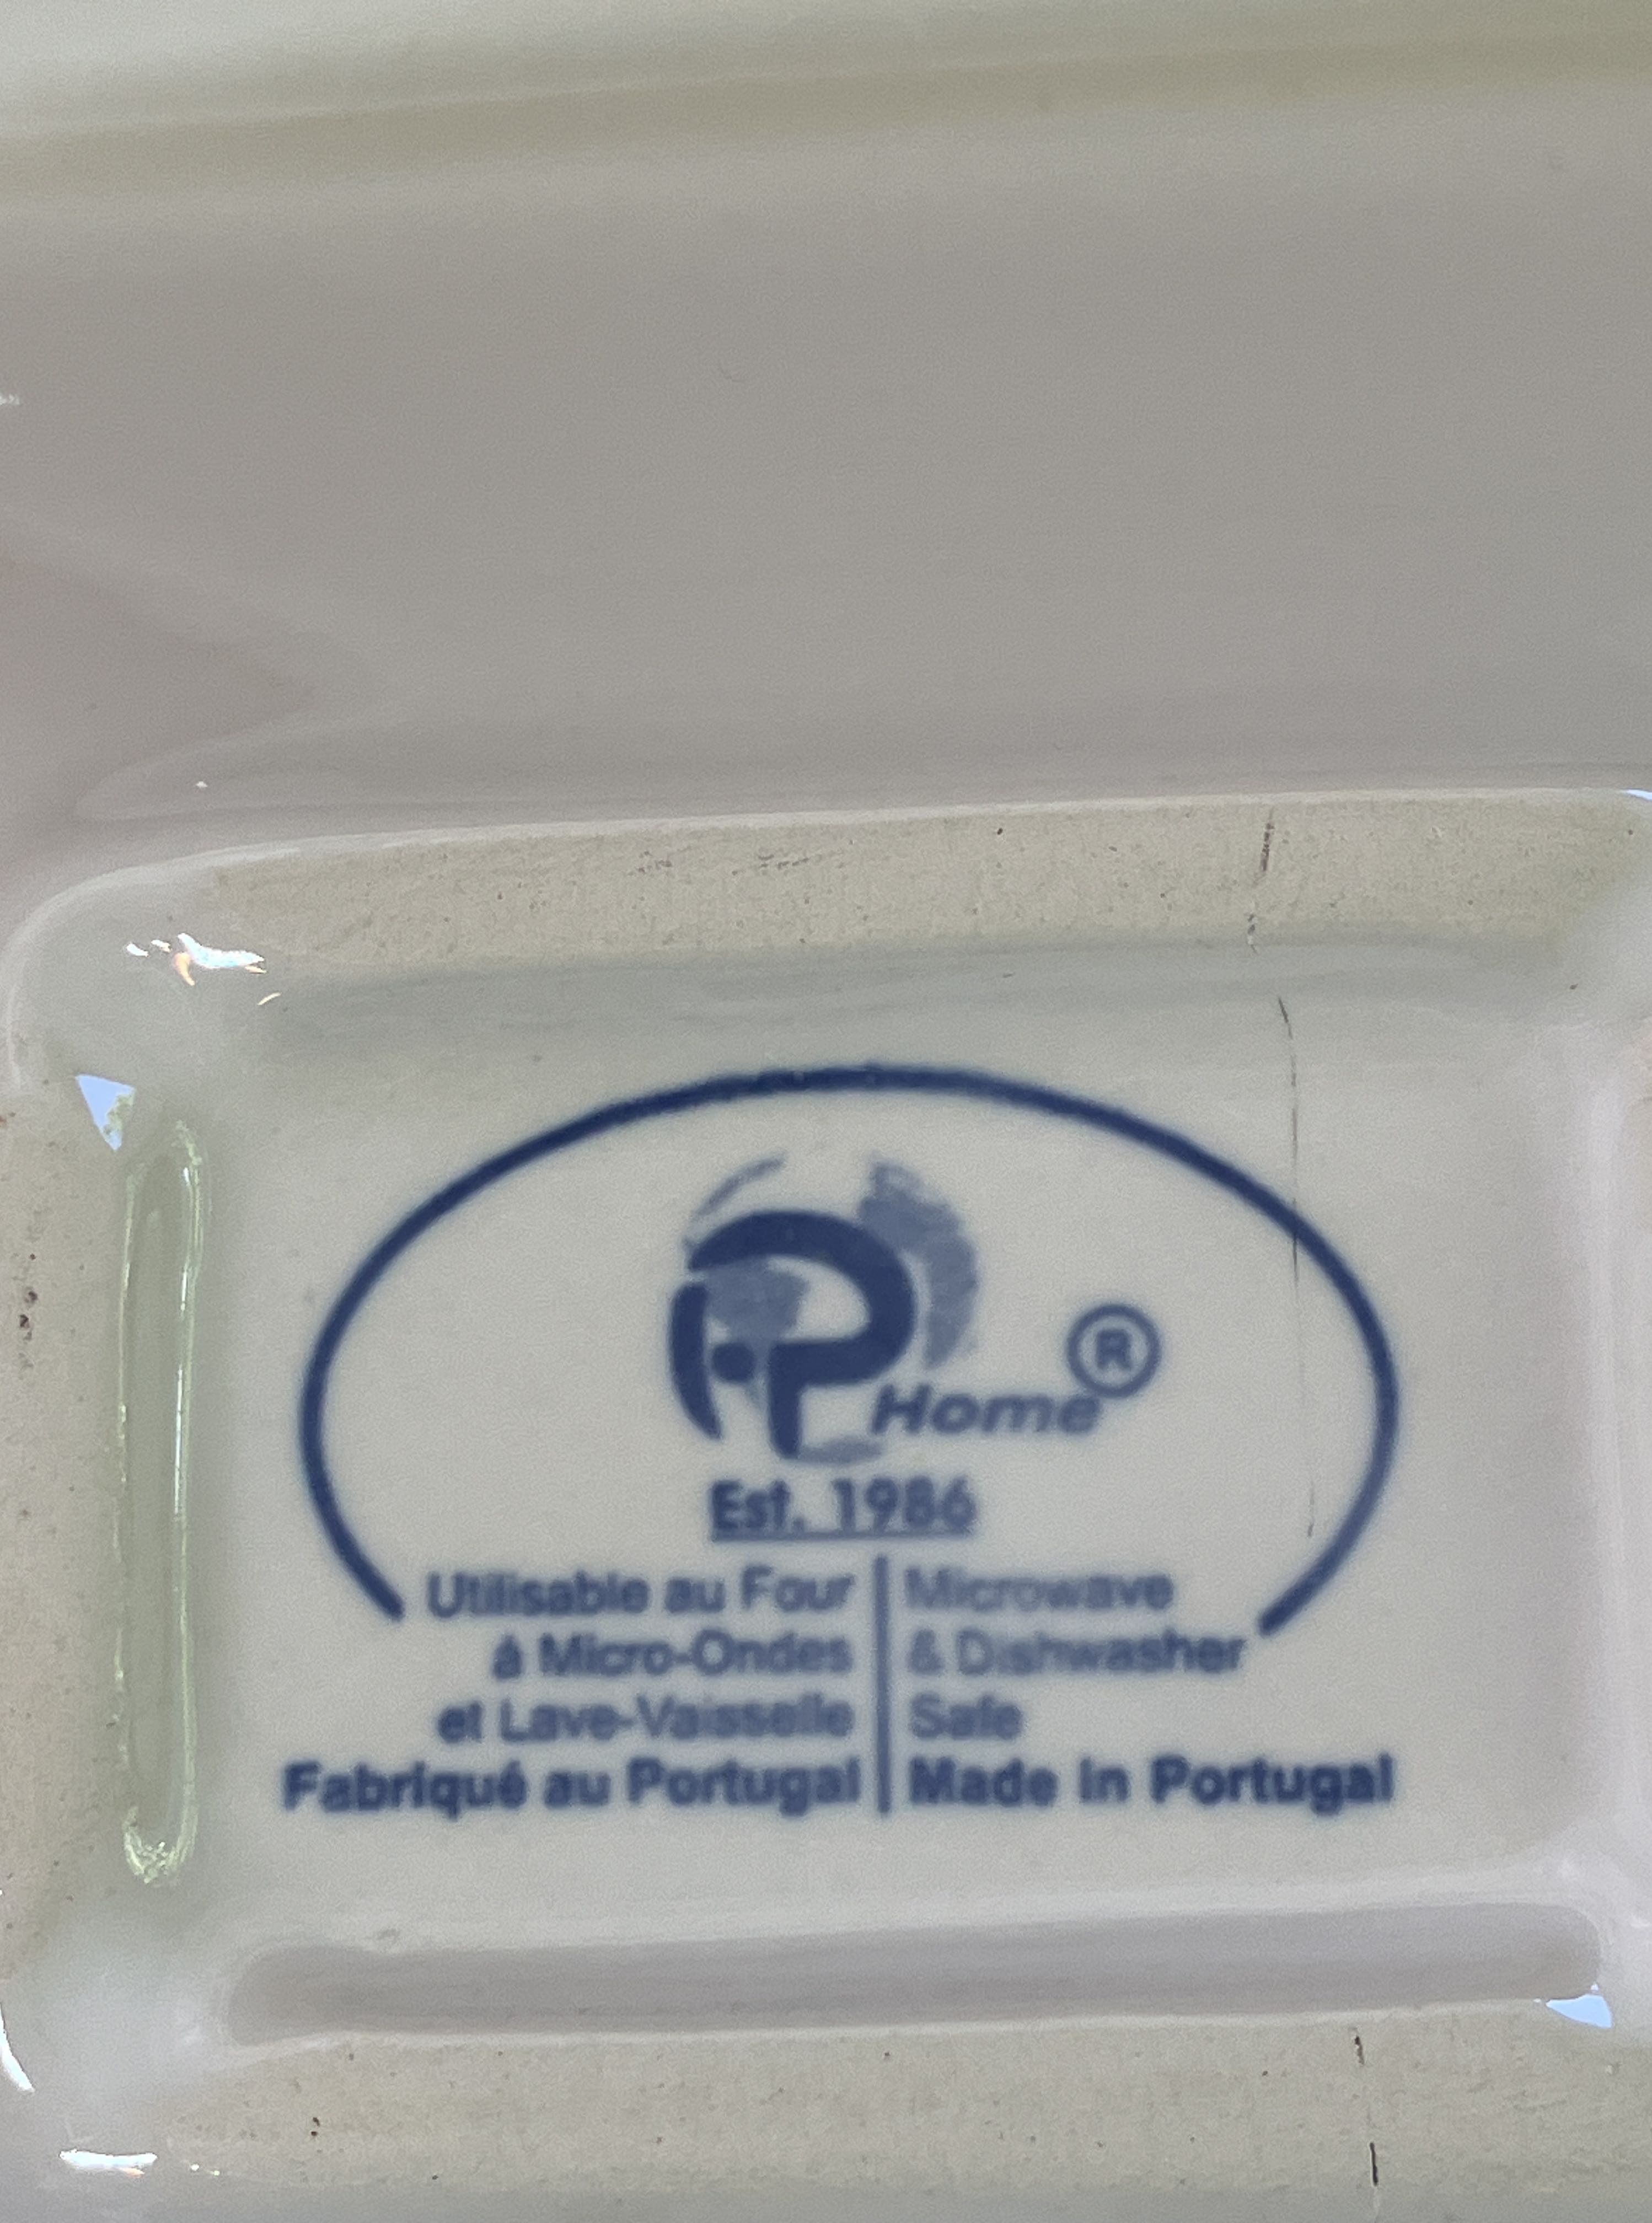 P
Home®
Est. 1986
Utilisable au Four
à Micro-Ondes
et Lave-Vaisselle
Fabriqué au Portugal
Microwave
& Dishwasher
Safe
Made in Portugal